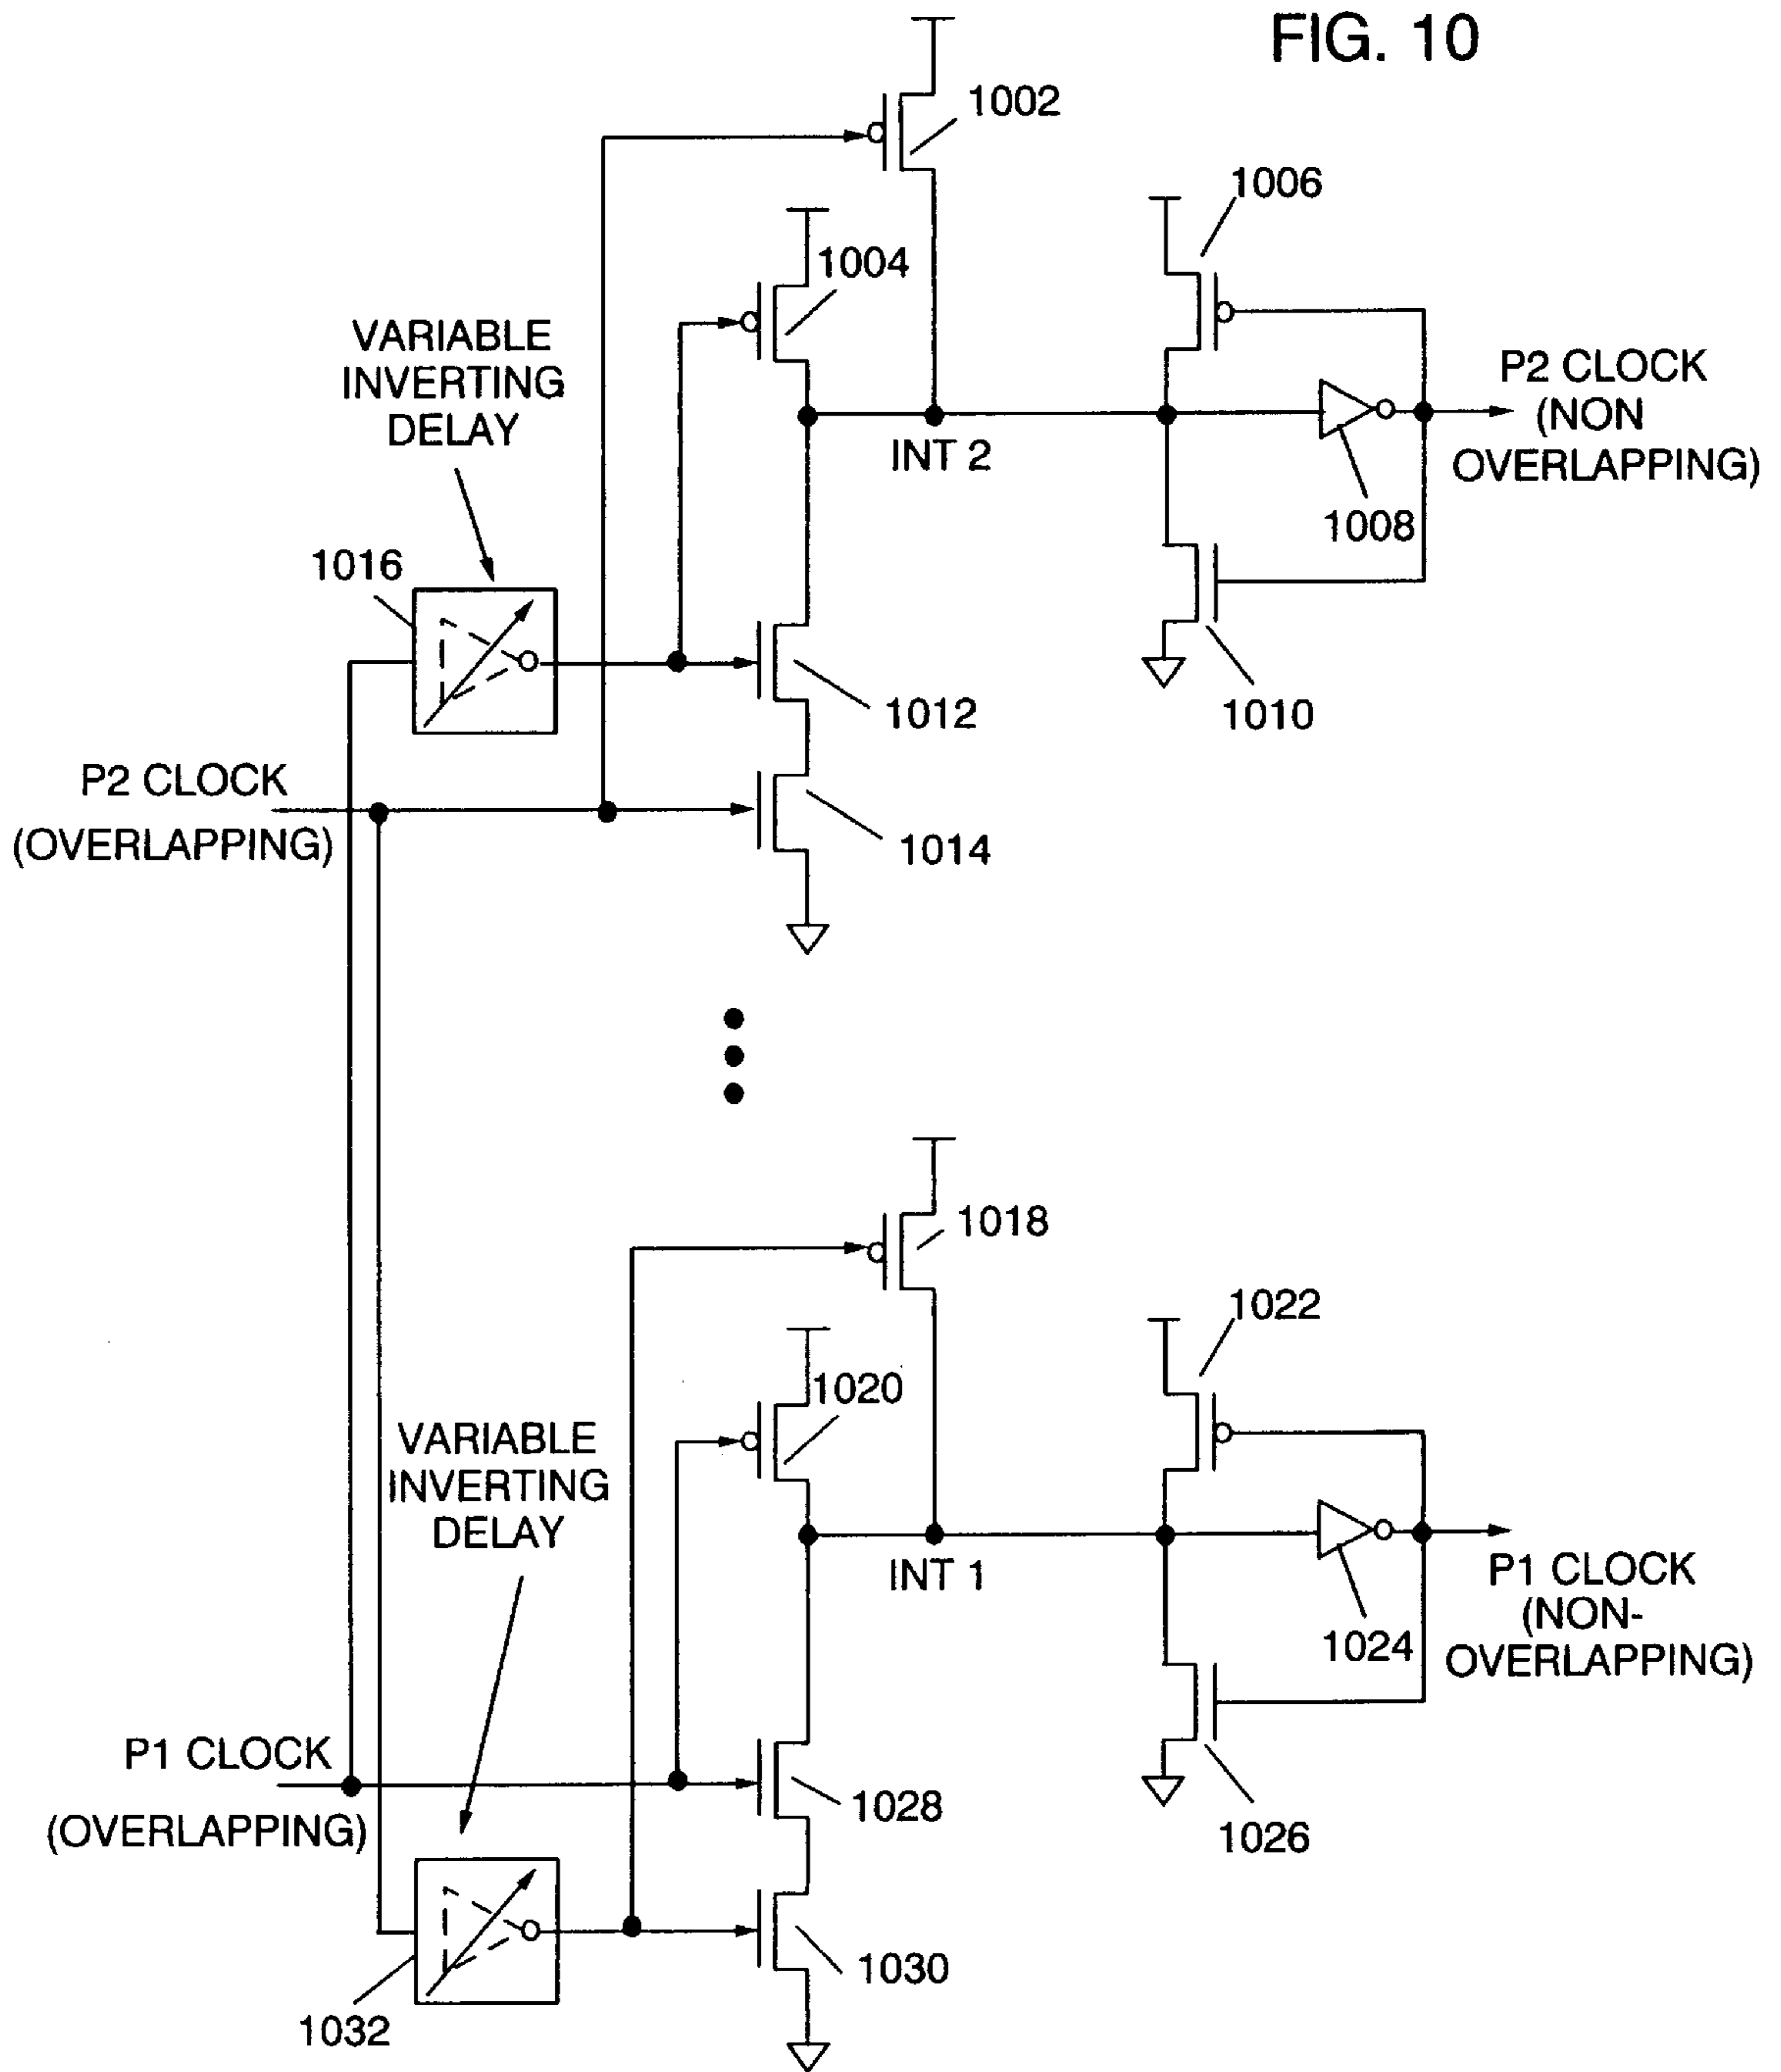 FIG. 10
1002
1006
1004
VARIABLE
INVERTING
DELAY
P2 CLOCK
(NON
OVERLAPPING)
INT 2
1008
1016
1012
1010
P2 CLOCK
(OVERLAPPING)
1014
1018
1022
1020
VARIABLE
INVERTING
DELAY
INT 1
P1 CLOCK
(NON-
OVERLAPPING)
1024
P1 CLOCK
(OVERLAPPING)
1028
1026
1030
1032